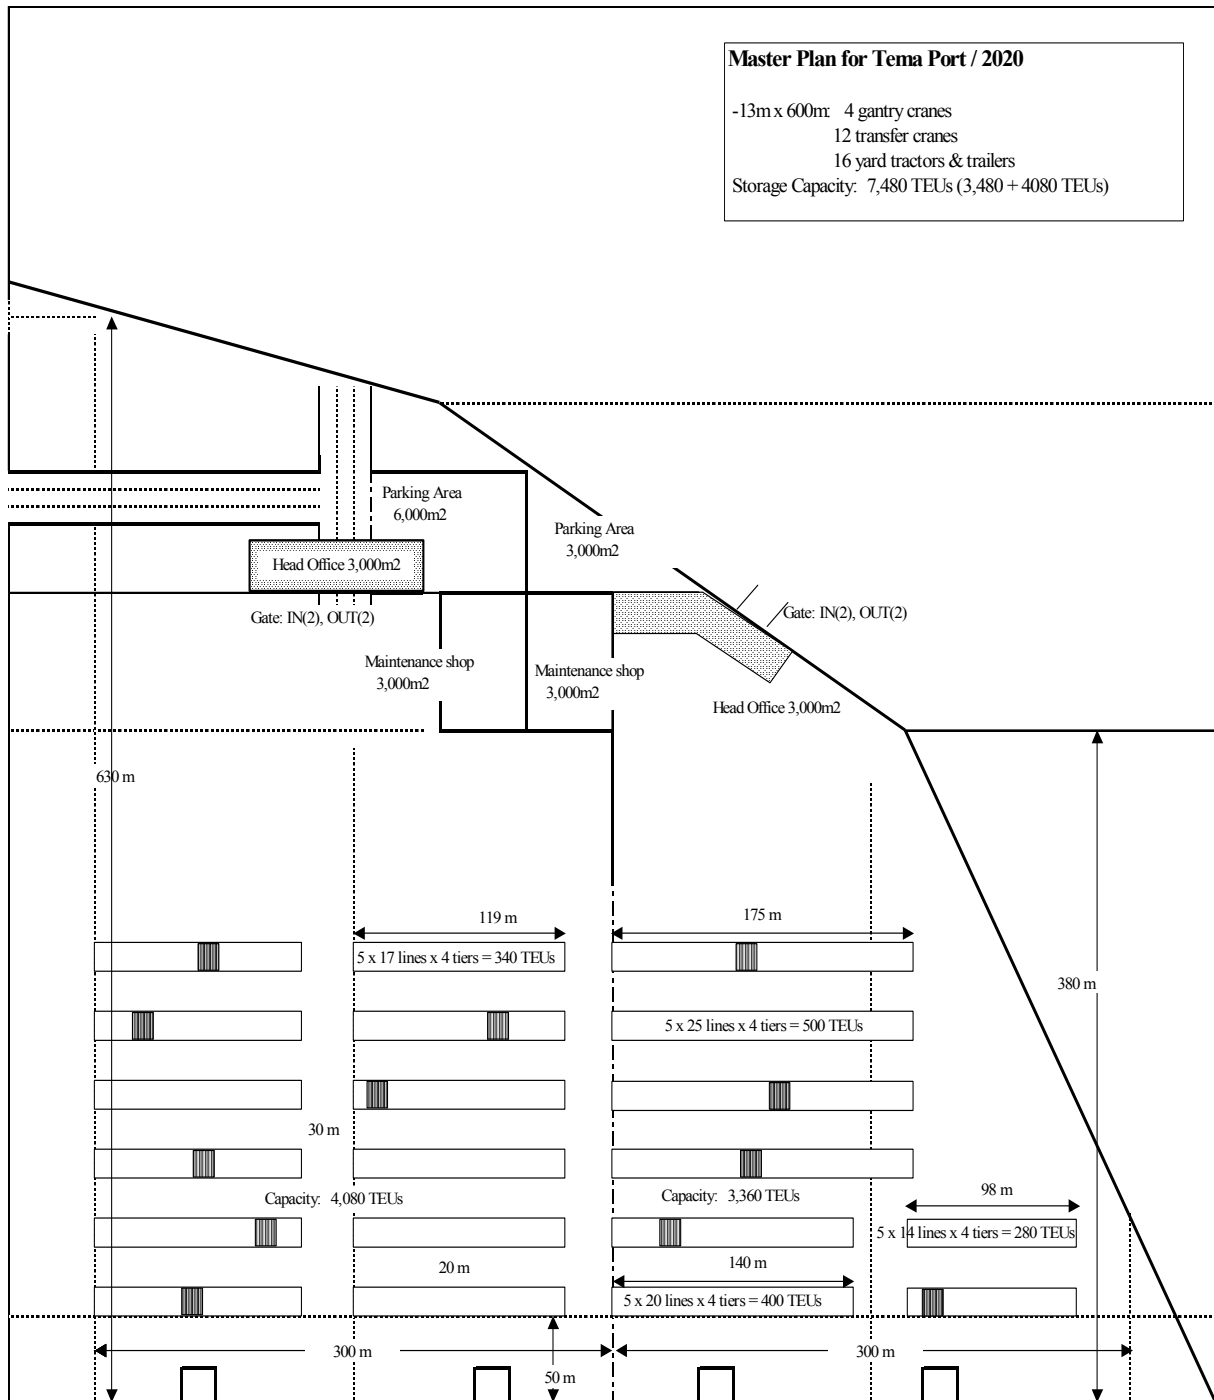 Master Plan for Tema Port / 2020
-13m x 600m: 4 gantry cranes
12 transfer cranes
16 yard tractors & trailers
Storage Capacity: 7,480 TEUs (3,480 + 4080 TEUs)
Parking Area
6,000m2
Parking Area
3,000m2
Head Office 3,000m2
Gate: IN(2), OUT(2)
Gate: IN(2), OUT(2)
Maintenance shop
3,000m2
Maintenance shop
3,000m2
Head Office 3,000m2
630 m
119 m
175 m
5 x 17 lines x 4 tiers = 340 TEUs
380 m
5 x 25 lines x 4 tiers = 500 TEUs
30 m
Capacity: 4,080 TEUs
Capacity: 3,360 TEUs
98 m
5 x 14 lines x 4 tiers = 280 TEUs
20 m
140 m
5 x 20 lines x 4 tiers = 400 TEUs
300 m
300 m
50 m